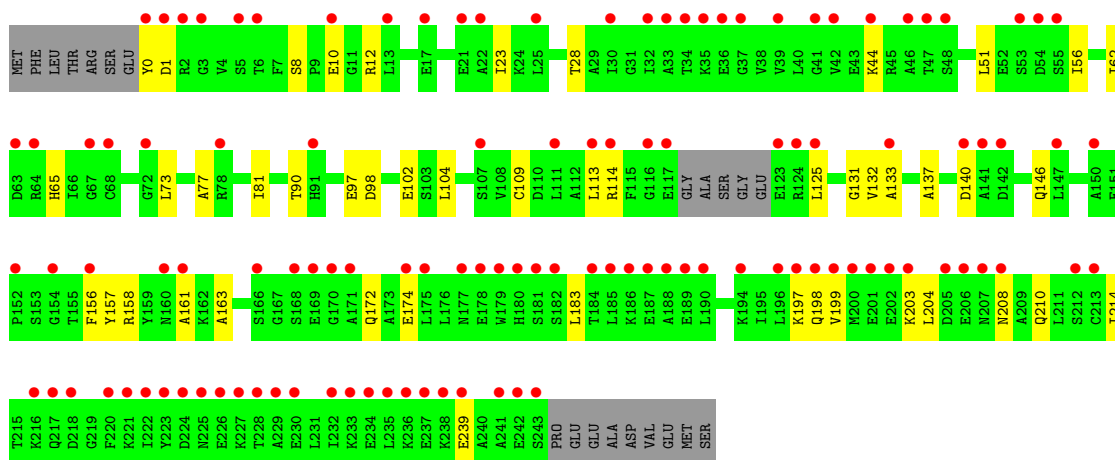 MET PHE LEU THR ARG SER GLU Y0 D1 R2 G3 V4 S5 T6 F7 S8 P9 E10 G11 R12 L13 E17 E21 A22 I23 K24 L25 T28 A29 I30 G31 I32 A33 T34 K35 E36 G37 V38 V39 L40 G41 V42 E43 K44 R45 A46 T47 S48 L51 E52 S53 D54 S55 I56 I62
D63 R64 H65 I66 G67 C68 G72 L73 A77 R78 I81 T90 H91 E97 D98 E102 S103 L104 S107 V108 C109 D110 L111 A112 L113 R114 F115 G116 E117 GLY ALA SER GLY GLU E123 R124 L125 G131 V132 A133 A137 D140 A141 D142 Q146 L147 A150 E151
P152 S153 G154 T155 F156 Y157 R158 Y159 N160 A161 K162 A163 S166 G167 S168 E169 G170 A171 Q172 A173 E174 L175 L176 N177 E178 W179 H180 S181 S182 L183 T184 L185 K186 E187 A188 E189 L190 K194 I195 L196 K197 Q198 V199 M200 E201 E202 K203 L204 D205 E206 N207 N208 A209 Q210 L211 S212 C213 I214
T215 K216 Q217 D218 G219 F220 K221 I222 Y223 D224 N225 E226 K227 T228 A229 E230 L231 I232 K233 E234 L235 K236 E237 K238 E239 A240 A241 E242 S243 PRO GLU GLU ALA ASP VAL GLU MET SER